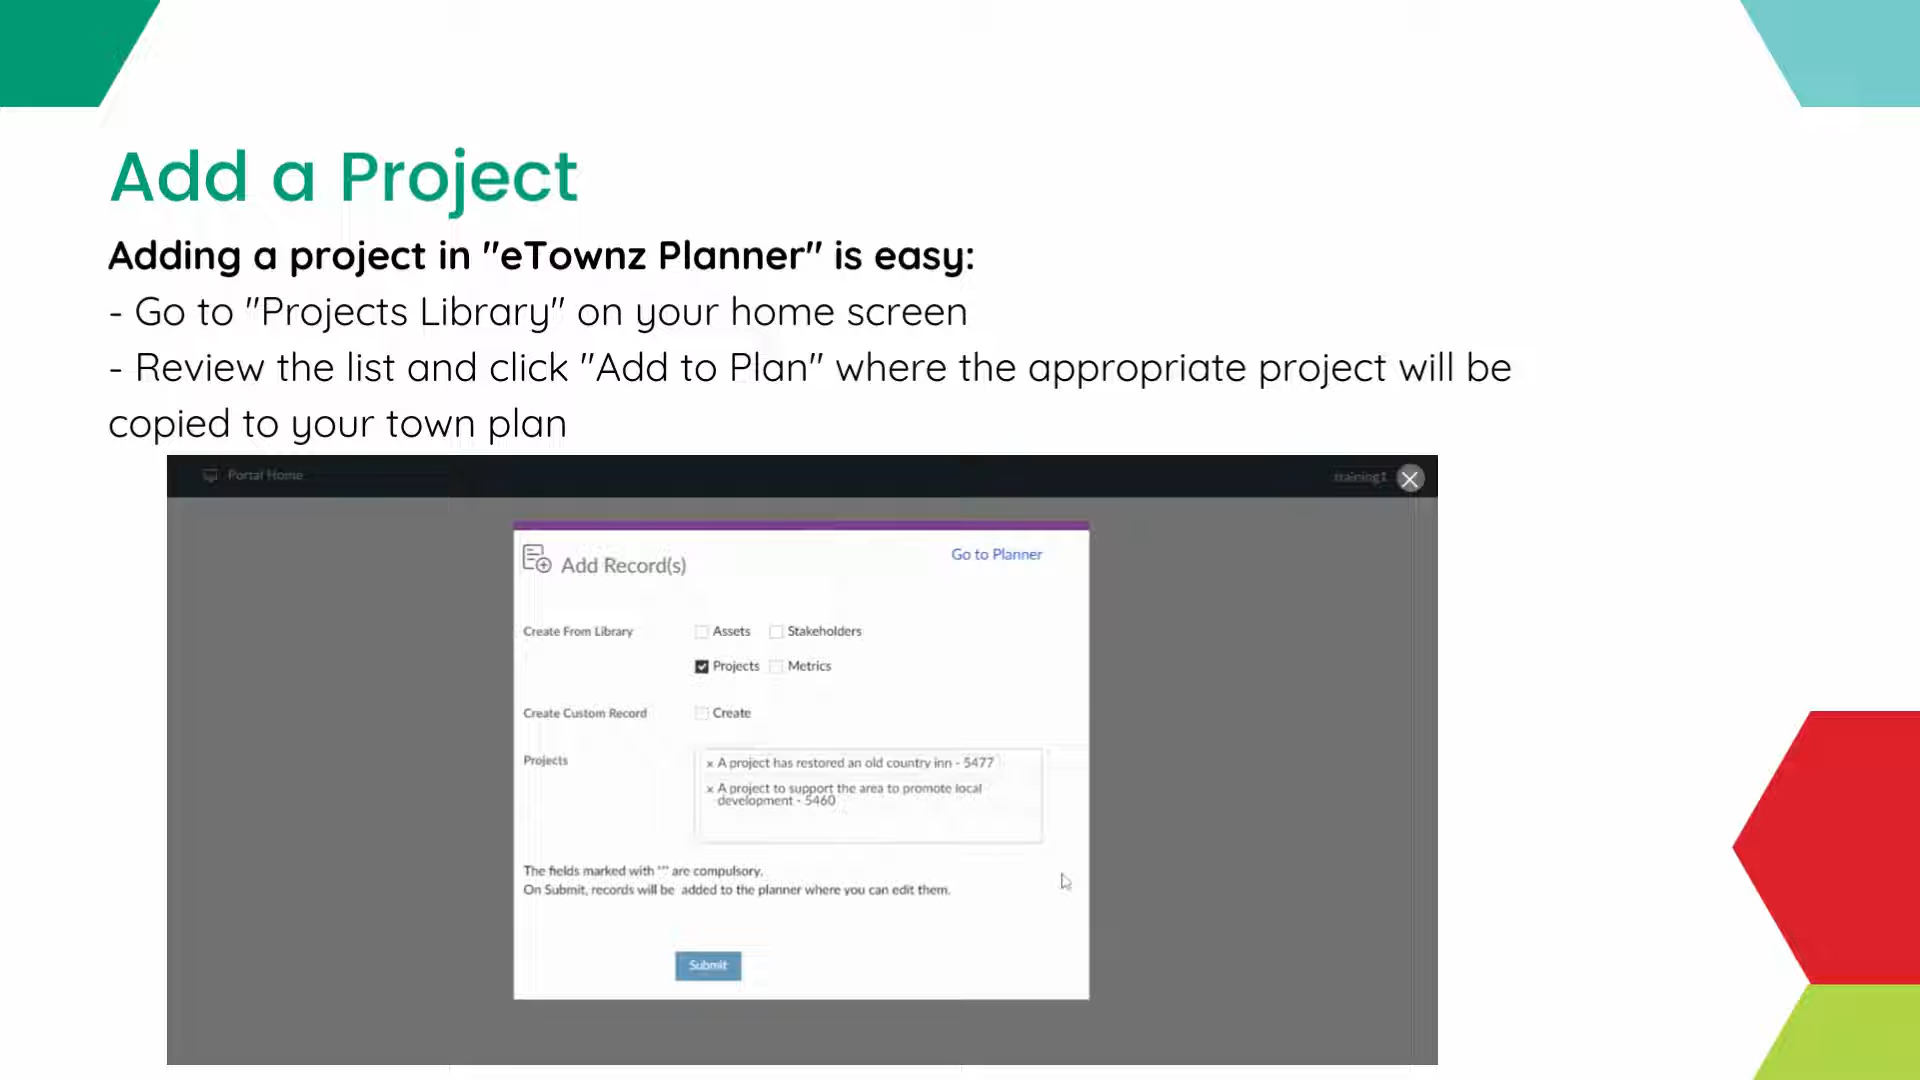 Add a Project
Adding a project in "eTownz Planner" is easy:
- Go to "Projects Library" on your home screen
- Review the list and click "Add to Plan" where the appropriate project will be
copied to your town plan
Portal Home
training1
Add Record(s)
Go to Planner
Create From Library
Assets
Stakeholders
Projects
Metrics
Create Custom Record
Create
Projects
× A project has restored an old country inn - 5477
× A project to support the area to promote local
development - 5460
The fields marked with "*" are compulsory.
On Submit, records will be added to the planner where you can edit them.
Submit